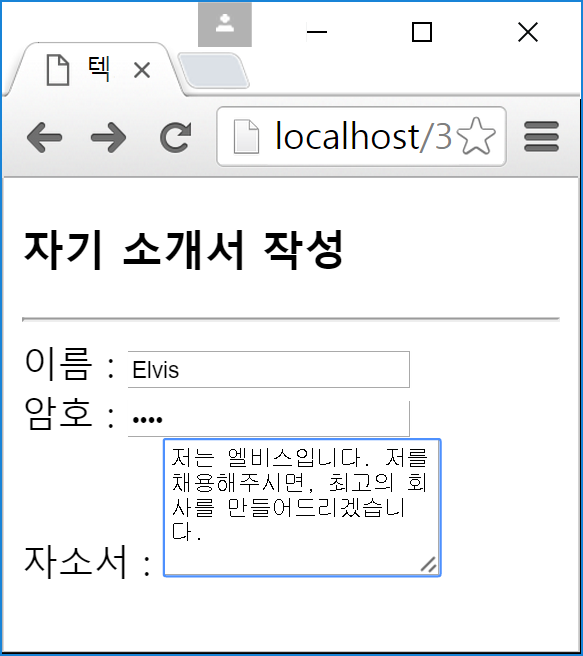 텍
localhost/3
자기 소개서 작성
이름 : Elvis
암호 : ••••
저는 엘비스입니다. 저를
채용해주시면, 최고의 회
사를 만들어드리겠습니
다.
자소서 :